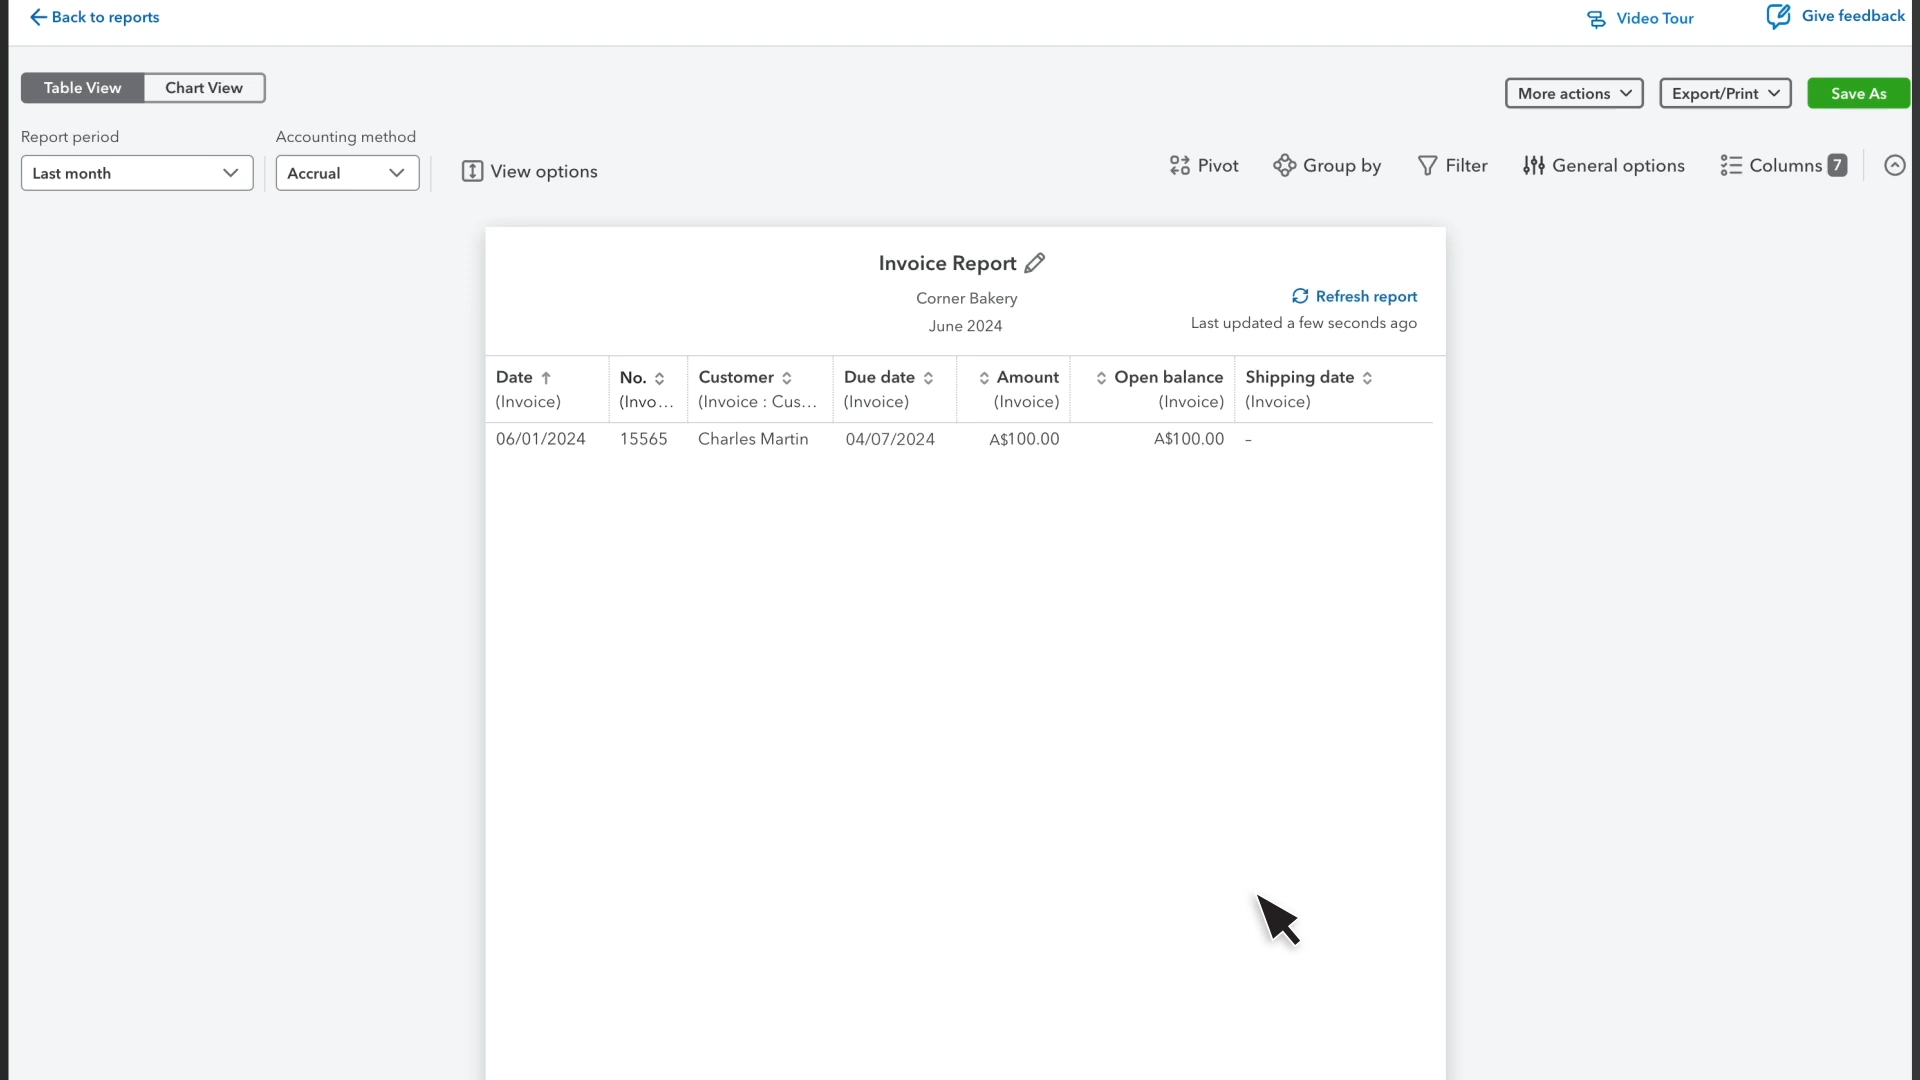 Back to reports
Video Tour
Give feedback
Table View
Chart View
More actions
Export/Print
Save As
Report period
Accounting method
Last month
Accrual
View options
Pivot
Group by
Filter
General options
Columns 7
Invoice Report
Corner Bakery
June 2024
Refresh report
Last updated a few seconds ago
Date No. Customer Due date Amount Open balance Shipping date
(Invoice) (Invo... (Invoice : Cus... (Invoice) (Invoice) (Invoice) (Invoice)
06/01/2024 15565 Charles Martin 04/07/2024 A$100.00 A$100.00 –